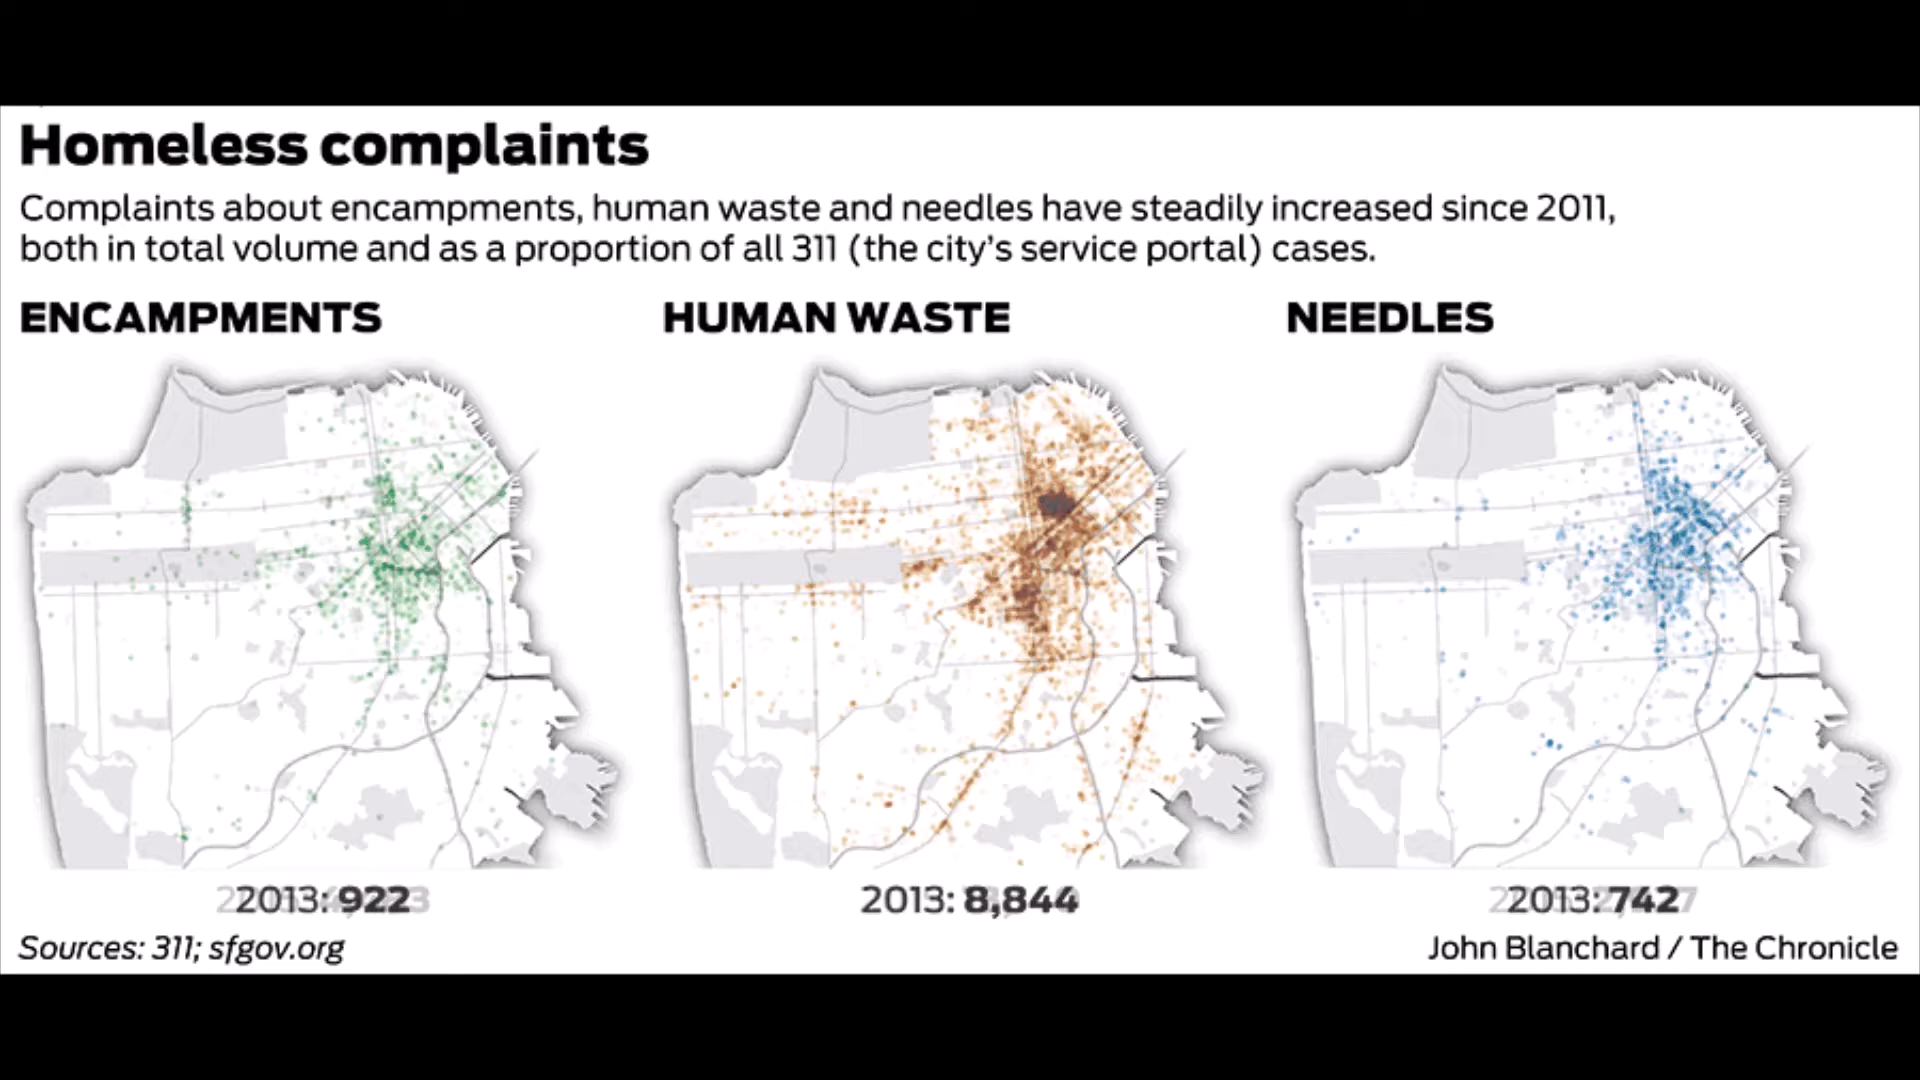 Homeless complaints
Complaints about encampments, human waste and needles have steadily increased since 2011,
both in total volume and as a proportion of all 311 (the city's service portal) cases.
ENCAMPMENTS
HUMAN WASTE
NEEDLES
2013: 922
2013: 8,844
2013: 742
Sources: 311; sfgov.org
John Blanchard / The Chronicle